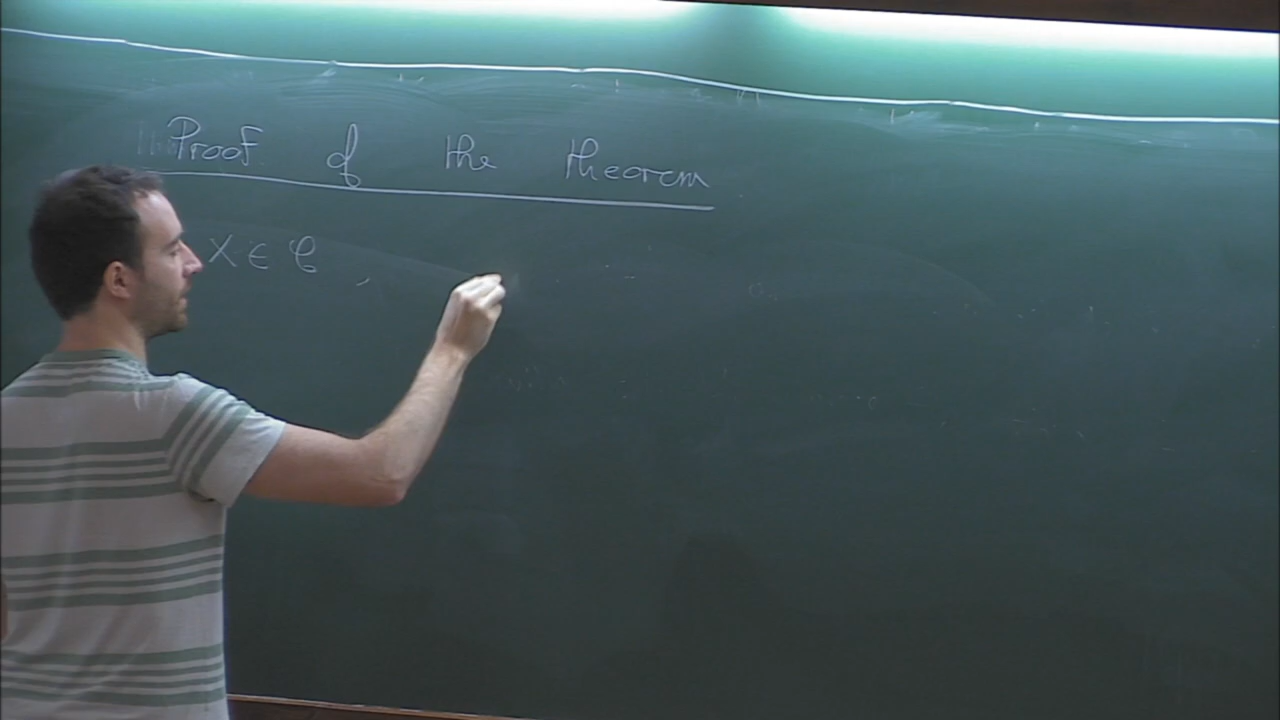 Proof of the theorem
X ∈ 𝒞 ,